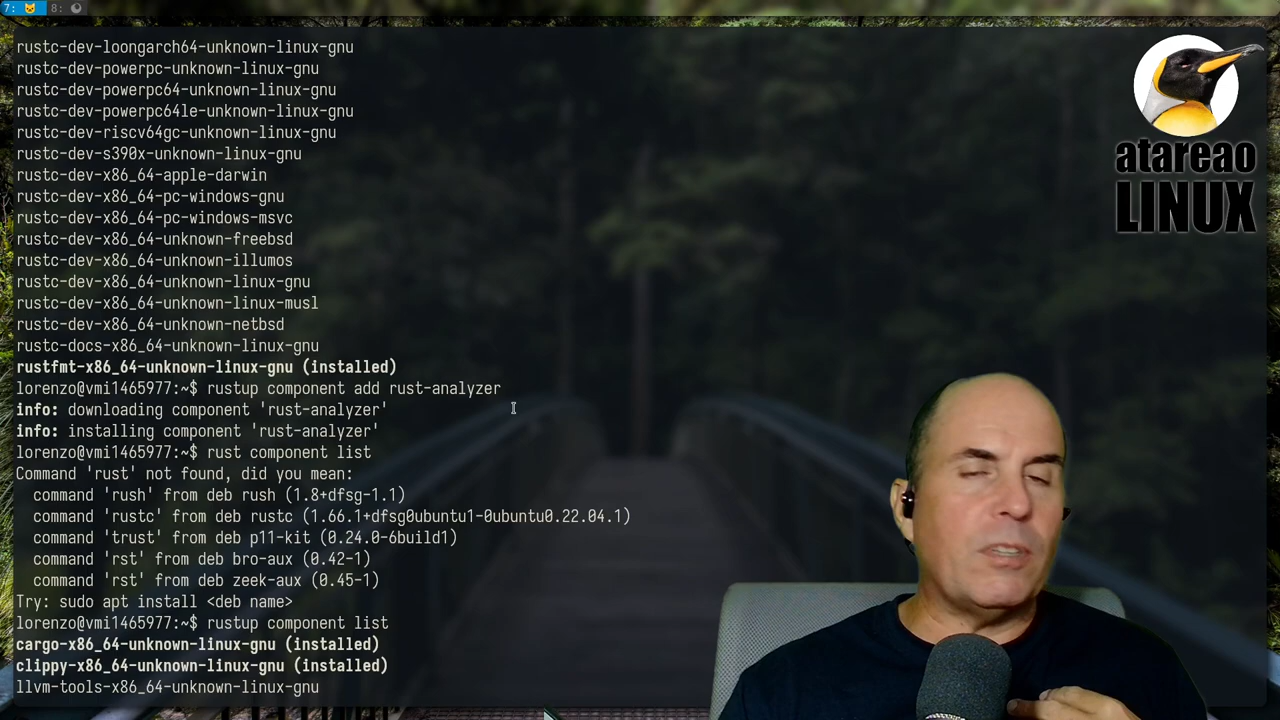 7:
8:
rustc-dev-loongarch64-unknown-linux-gnu
rustc-dev-powerpc-unknown-linux-gnu
rustc-dev-powerpc64-unknown-linux-gnu
rustc-dev-powerpc64le-unknown-linux-gnu
rustc-dev-riscv64gc-unknown-linux-gnu
rustc-dev-s390x-unknown-linux-gnu
rustc-dev-x86_64-apple-darwin
rustc-dev-x86_64-pc-windows-gnu
rustc-dev-x86_64-pc-windows-msvc
rustc-dev-x86_64-unknown-freebsd
rustc-dev-x86_64-unknown-illumos
rustc-dev-x86_64-unknown-linux-gnu
rustc-dev-x86_64-unknown-linux-musl
rustc-dev-x86_64-unknown-netbsd
rustc-docs-x86_64-unknown-linux-gnu
rustfmt-x86_64-unknown-linux-gnu (installed)
lorenzo@vmi1465977:~$ rustup component add rust-analyzer
info: downloading component 'rust-analyzer'
info: installing component 'rust-analyzer'
lorenzo@vmi1465977:~$ rust component list
Command 'rust' not found, did you mean:
  command 'rush' from deb rush (1.8+dfsg-1.1)
  command 'rustc' from deb rustc (1.66.1+dfsg0ubuntu1-0ubuntu0.22.04.1)
  command 'trust' from deb p11-kit (0.24.0-6build1)
  command 'rst' from deb bro-aux (0.42-1)
  command 'rst' from deb zeek-aux (0.45-1)
Try: sudo apt install <deb name>
lorenzo@vmi1465977:~$ rustup component list
cargo-x86_64-unknown-linux-gnu (installed)
clippy-x86_64-unknown-linux-gnu (installed)
llvm-tools-x86_64-unknown-linux-gnu
atareao
LINUX